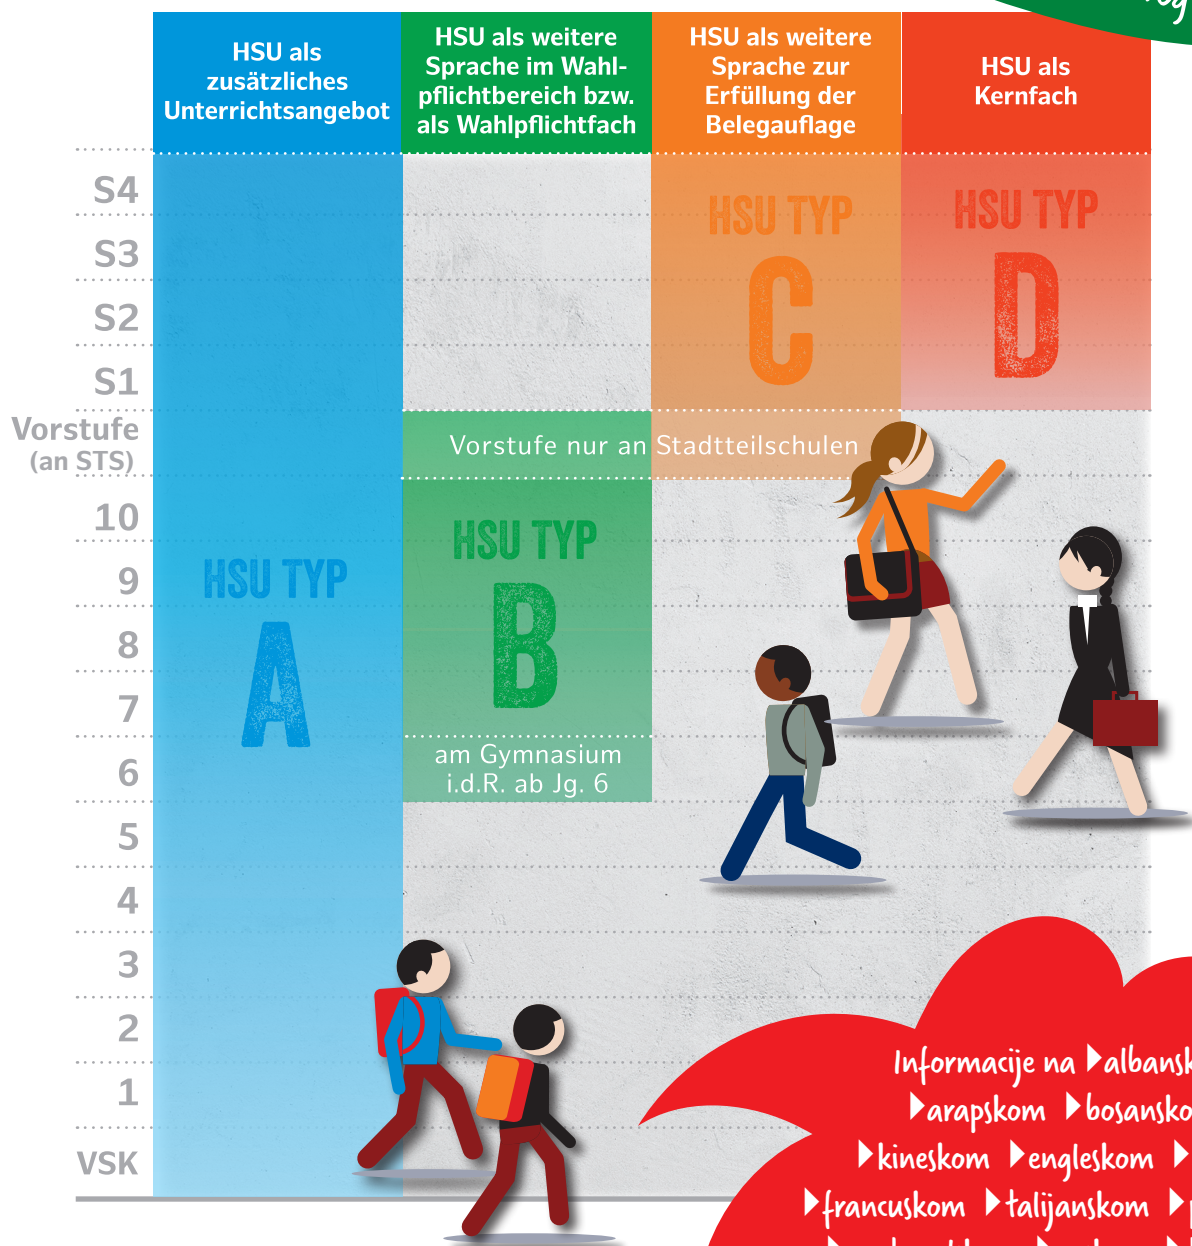 HSU als
zusätzliches
Unterrichtsangebot
HSU als weitere
Sprache im Wahl-
pflichtbereich bzw.
als Wahlpflichtfach
HSU als weitere
Sprache zur
Erfüllung der
Belegauflage
HSU als
Kernfach
S4
S3
S2
S1
Vorstufe
(an STS)
10
9
8
7
6
5
4
3
2
1
VSK
HSU TYP
A
HSU TYP
B
HSU TYP
C
HSU TYP
D
Vorstufe nur an Stadtteilschulen
am Gymnasium
i.d.R. ab Jg. 6
Informacije na ▶albansk
▶arapskom ▶bosansko
▶kineskom ▶engleskom ▶
▶francuskom ▶talijanskom ▶